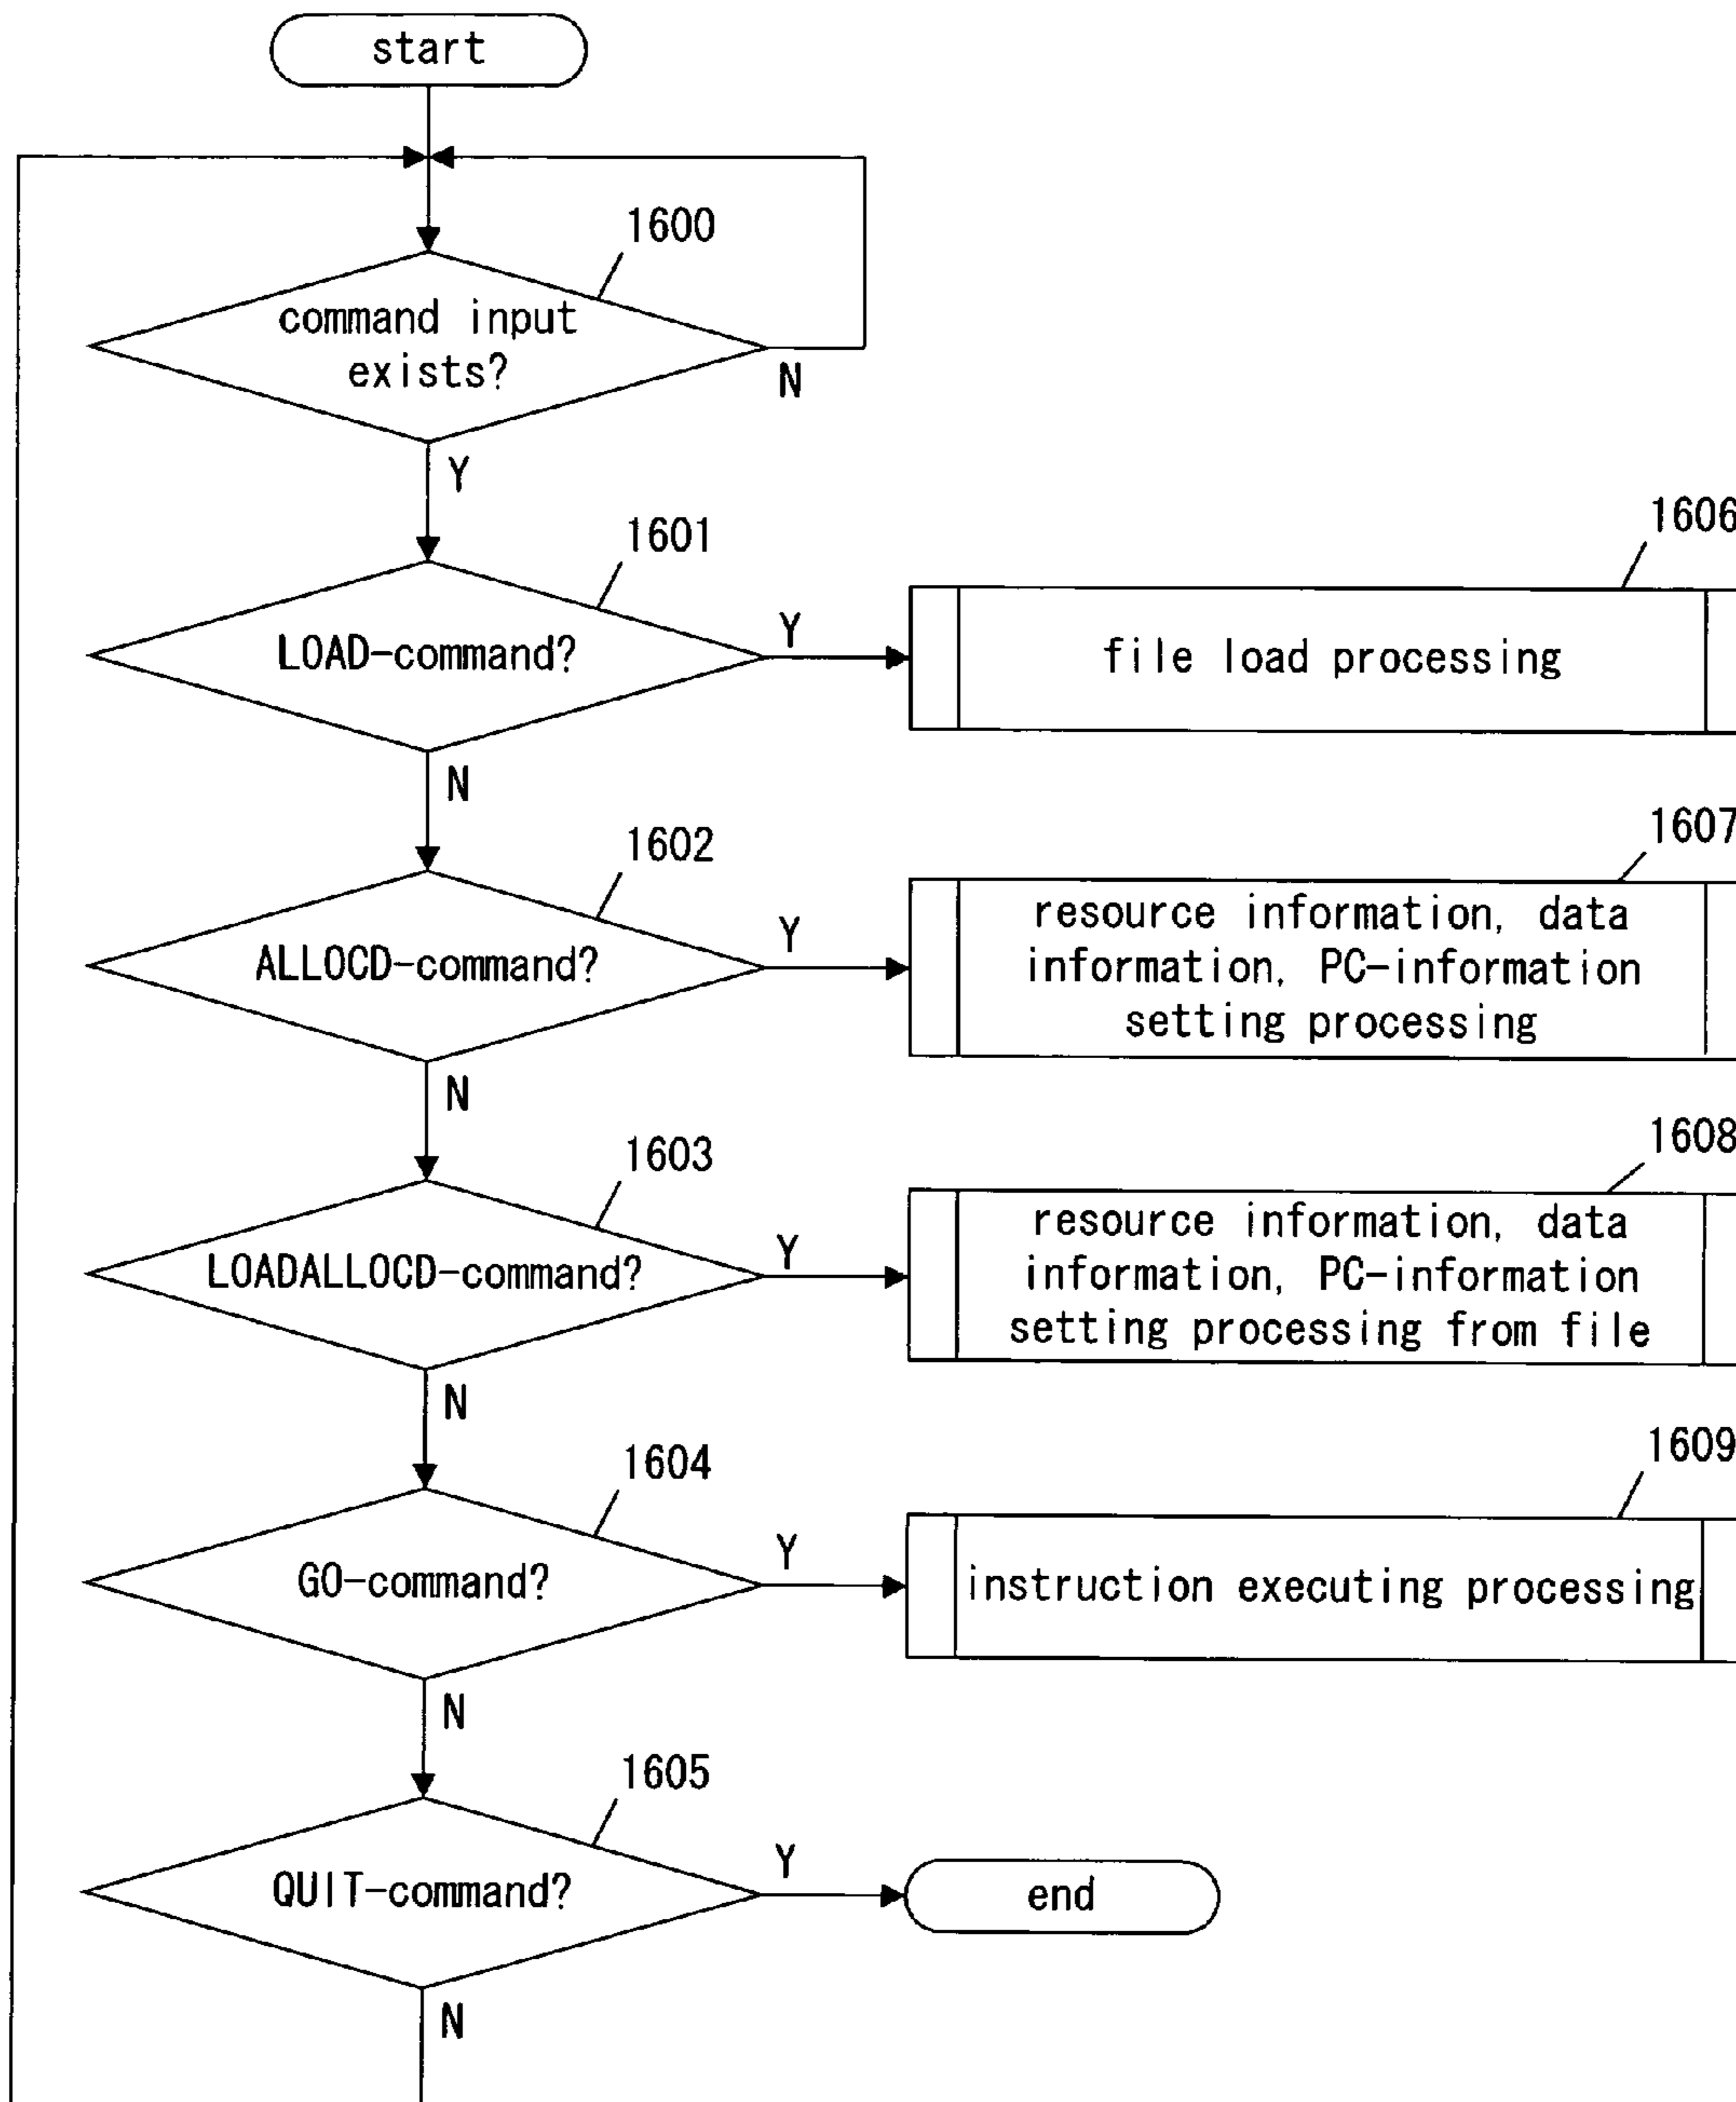 start
1600
command input
exists?
N
Y
1601
LOAD-command?
Y
1606
file load processing
N
1602
ALLOCD-command?
Y
1607
resource information, data
information, PC-information
setting processing
N
1603
LOADALLOCD-command?
Y
1608
resource information, data
information, PC-information
setting processing from file
N
1604
GO-command?
Y
1609
instruction executing processing
N
1605
QUIT-command?
Y
end
N